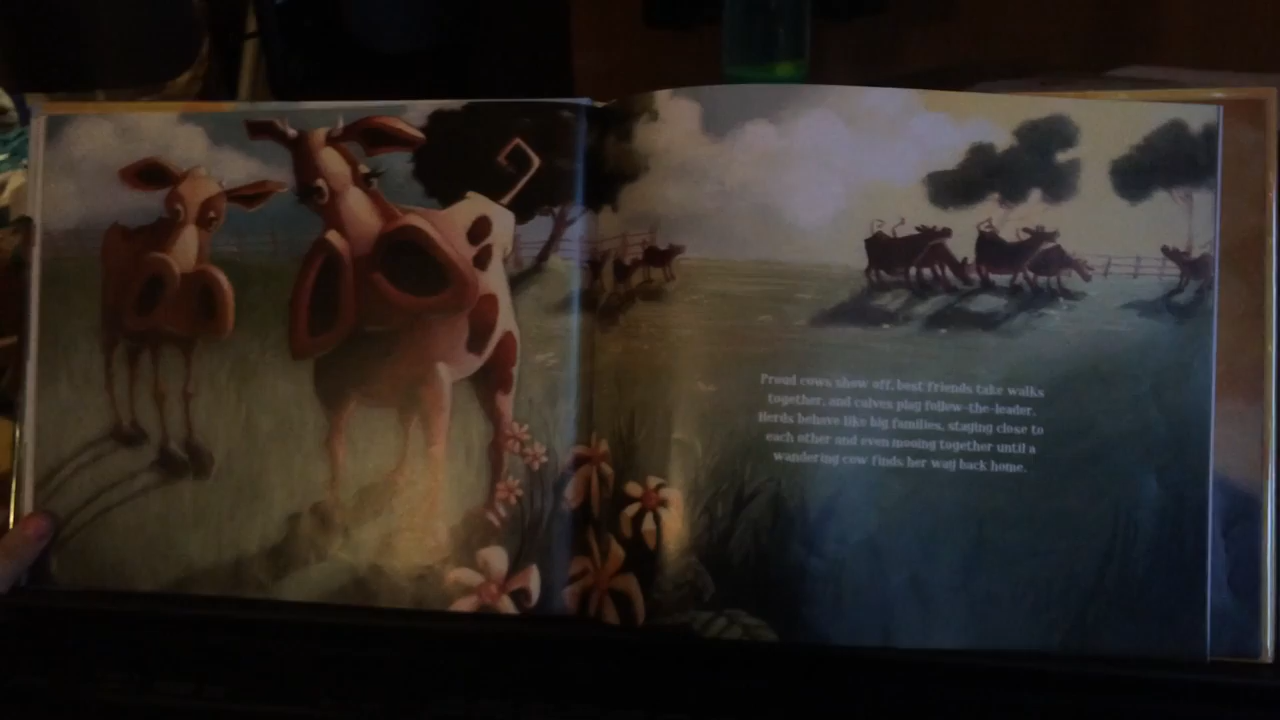 Proud cows show off, best friends take walks
together, and calves play follow-the-leader.
Herds behave like big families, staying close to
each other and even mooing together until a
wandering cow finds her way back home.